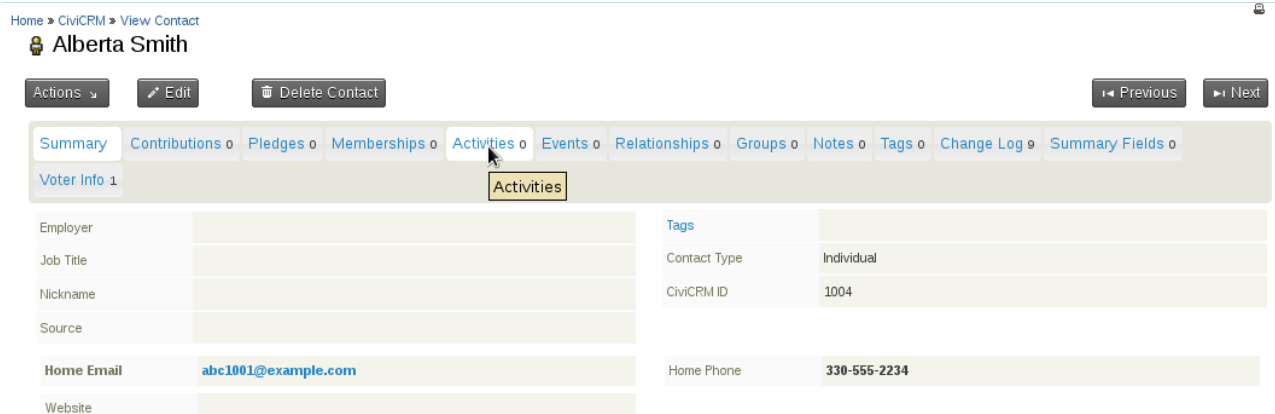 Home » CiviCRM » View Contact
Alberta Smith
Actions Edit Delete Contact Previous Next
Summary Contributions 0 Pledges 0 Memberships 0 Activities 0 Events 0 Relationships 0 Groups 0 Notes 0 Tags 0 Change Log 9 Summary Fields 0
Voter Info 1
Activities
Employer
Job Title
Nickname
Source
Tags
Contact Type Individual
CiviCRM ID 1004
Home Email abc1001@example.com
Website
Home Phone 330-555-2234